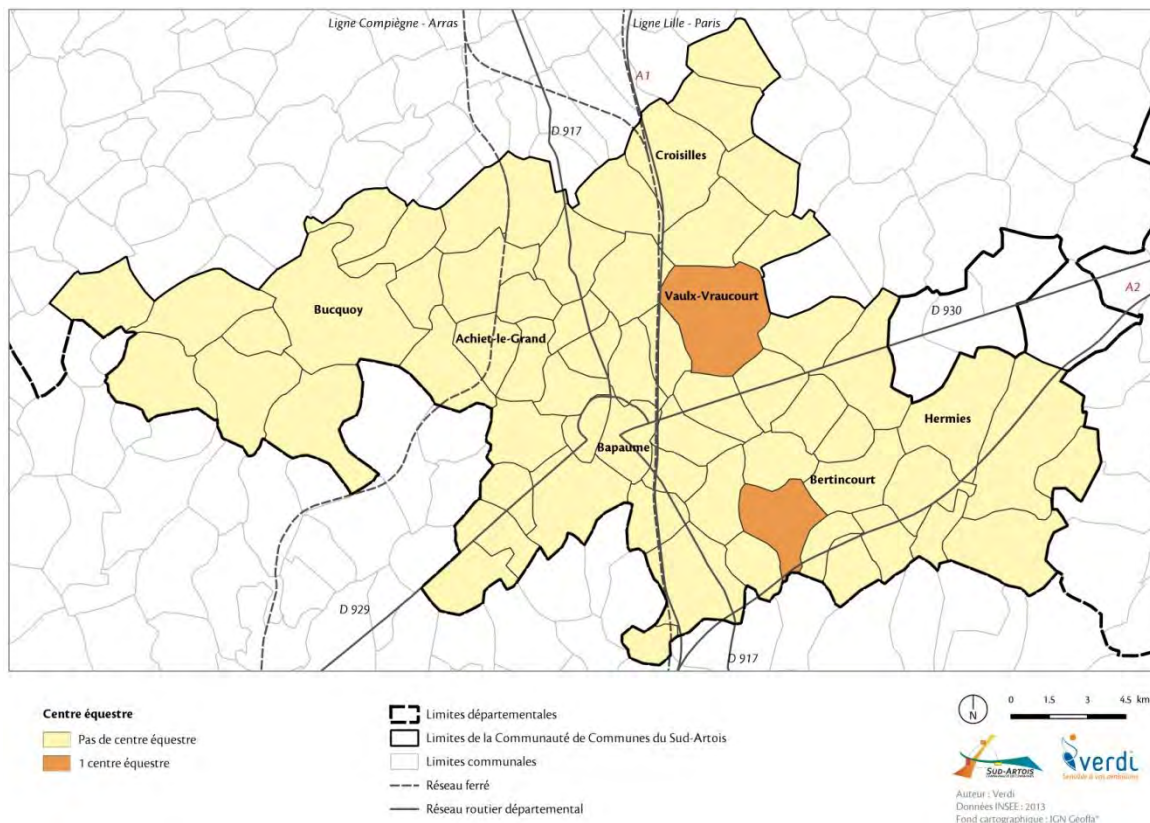 Ligne Compiègne - Arras
Ligne Lille - Paris
A1
D 917
Croisilles
Vaulx-Vraucourt
A2
D 930
Bucquoy
Achiet-le-Grand
Hermies
Bapaume
Bertincourt
D 929
D 917
Centre équestre
Pas de centre équestre
1 centre équestre
Limites départementales
Limites de la Communauté de Communes du Sud-Artois
Limites communales
Réseau ferré
Réseau routier départemental
N
0 1.5 3 4.5 km
SUD-ARTOIS
COMMUNAUTÉ DE COMMUNES
verdi
Auteur : Verdi
Données INSEE : 2013
Fond cartographique : IGN Géofla®